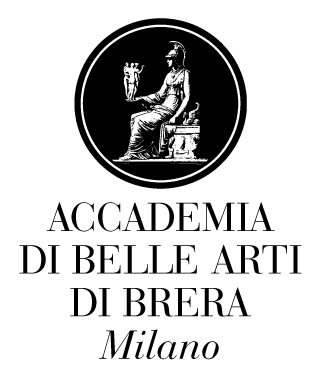 ACCADEMIA
DI BELLE ARTI
DI BRERA
Milano